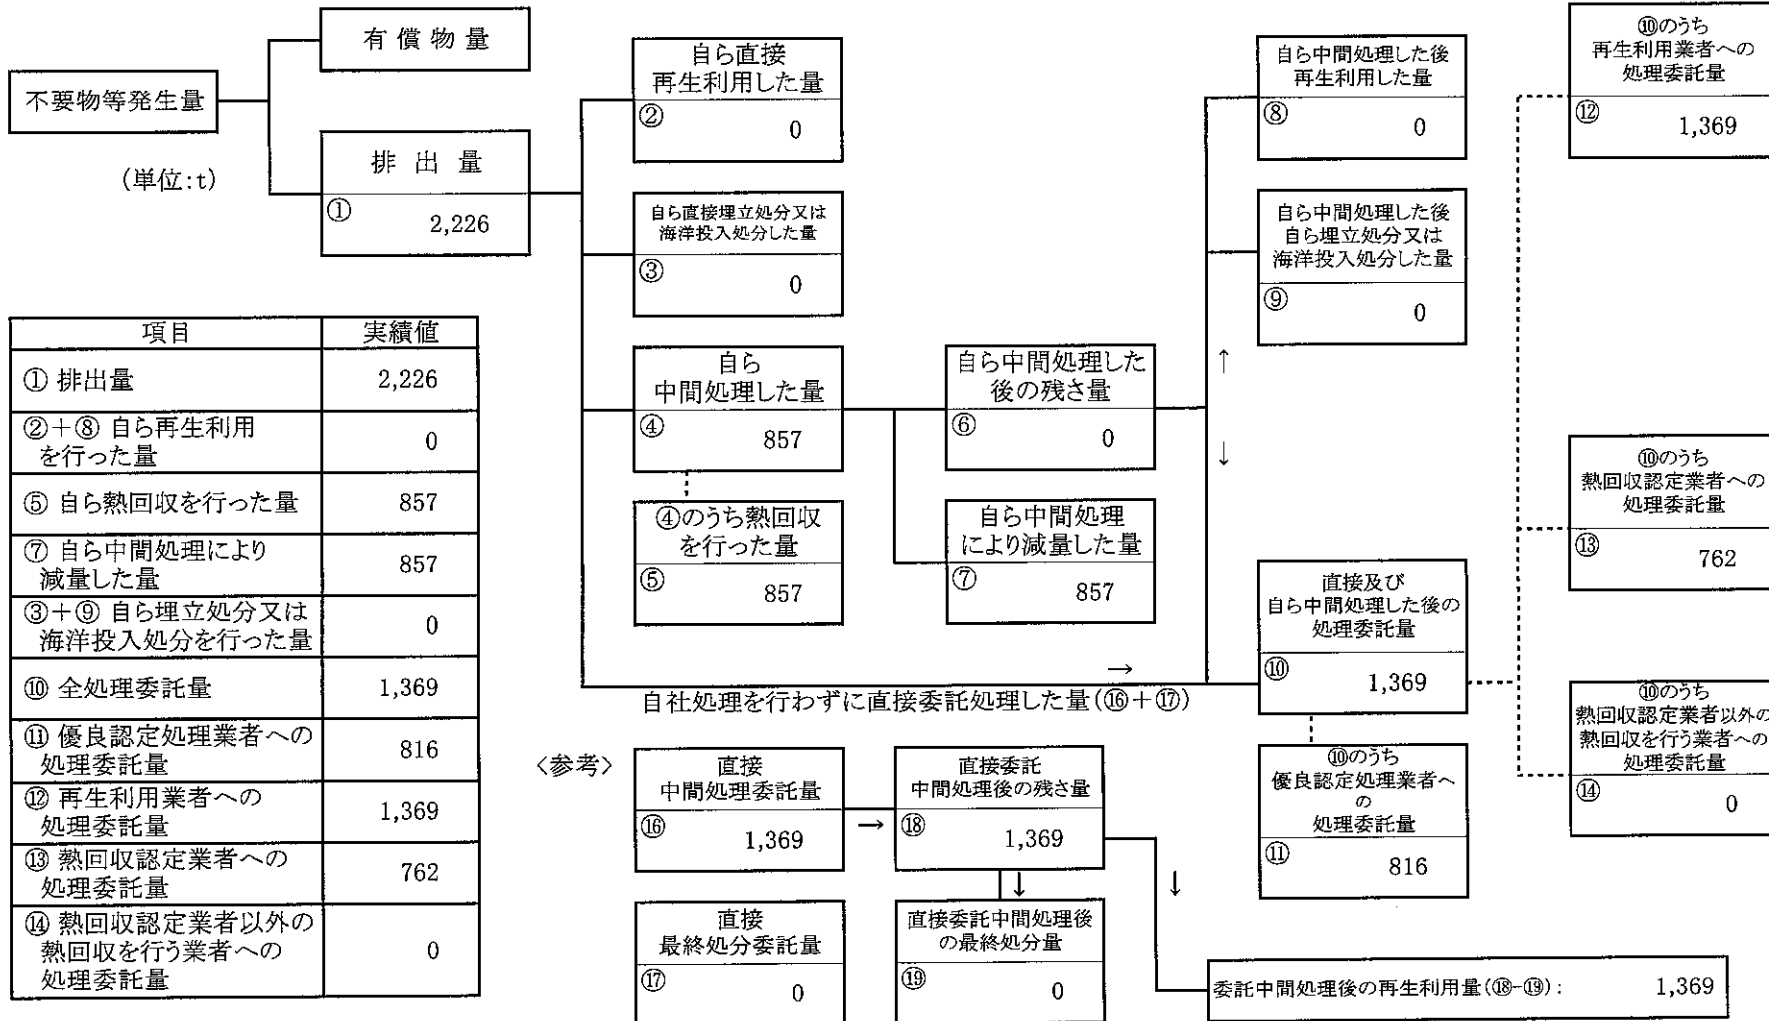 有償物量
不要物等発生量
(単位:t)
排出量
①
2,226
自ら直接
再生利用した量
②
0
自ら直接埋立処分又は
海洋投入処分した量
③
0
自ら
中間処理した量
④
857
④のうち熱回収
を行った量
⑤
857
自ら中間処理した
後の残さ量
⑥
0
自ら中間処理
により減量した量
⑦
857
自ら中間処理した後
再生利用した量
⑧
0
自ら中間処理した後
自ら埋立処分又は
海洋投入処分した量
⑨
0
↑
↓
直接及び
自ら中間処理した後の
処理委託量
⑩
1,369
→
自社処理を行わずに直接委託処理した量(⑯+⑰)
⑩のうち
優良認定処理業者へ
の
処理委託量
⑪
816
⑩のうち
再生利用業者への
処理委託量
⑫
1,369
⑩のうち
熱回収認定業者への
処理委託量
⑬
762
⑩のうち
熱回収認定業者以外の
熱回収を行う業者への
処理委託量
⑭
0
項目 実績値
① 排出量 2,226
②+⑧ 自ら再生利用
を行った量 0
⑤ 自ら熱回収を行った量 857
⑦ 自ら中間処理により
減量した量 857
③+⑨ 自ら埋立処分又は
海洋投入処分を行った量 0
⑩ 全処理委託量 1,369
⑪ 優良認定処理業者への
処理委託量 816
⑫ 再生利用業者への
処理委託量 1,369
⑬ 熱回収認定業者への
処理委託量 762
⑭ 熱回収認定業者以外の
熱回収を行う業者への
処理委託量 0
〈参考〉
直接
中間処理委託量
⑯
1,369
→
直接委託
中間処理後の残さ量
⑱
1,369
↓
↓
直接
最終処分委託量
⑰
0
直接委託中間処理後
の最終処分量
⑲
0
委託中間処理後の再生利用量(⑱-⑲): 1,369